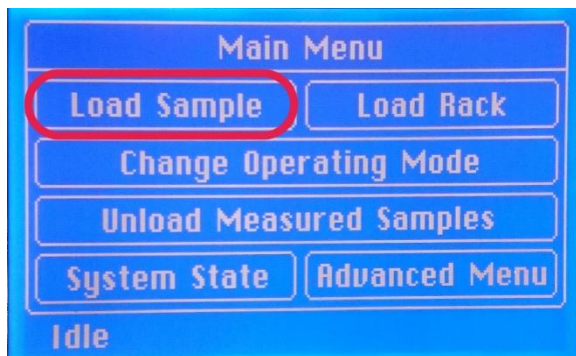 Main Menu
Load Sample Load Rack
Change Operating Mode
Unload Measured Samples
System State Advanced Menu
Idle